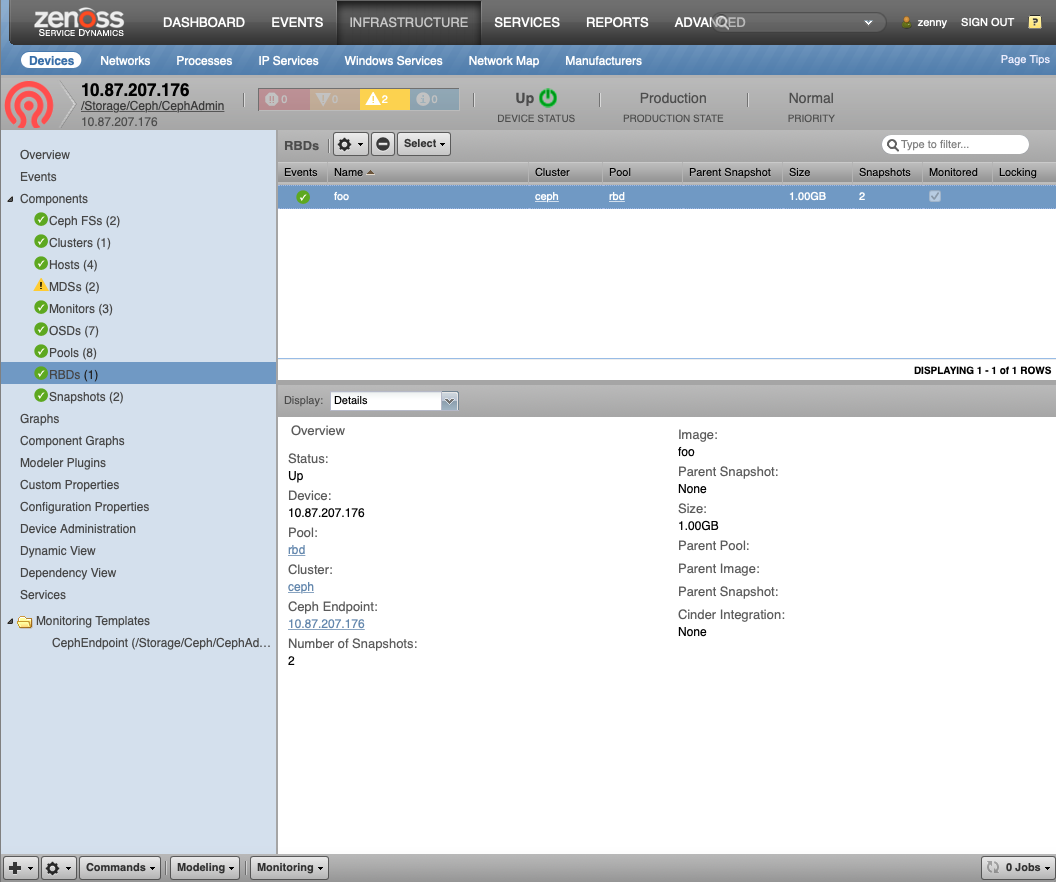 zenoss
SERVICE DYNAMICS
DASHBOARD EVENTS INFRASTRUCTURE SERVICES REPORTS ADVANCED
zenny SIGN OUT ?
Devices Networks Processes IP Services Windows Services Network Map Manufacturers Page Tips
10.87.207.176
/Storage/Ceph/CephAdmin
10.87.207.176
0 0 2 0
Up
DEVICE STATUS
Production
PRODUCTION STATE
Normal
PRIORITY
Overview
Events
Components
Ceph FSs (2)
Clusters (1)
Hosts (4)
MDSs (2)
Monitors (3)
OSDs (7)
Pools (8)
RBDs (1)
Snapshots (2)
Graphs
Component Graphs
Modeler Plugins
Custom Properties
Configuration Properties
Device Administration
Dynamic View
Dependency View
Services
Monitoring Templates
CephEndpoint (/Storage/Ceph/CephAd...
RBDs Select Type to filter...
Events Name Cluster Pool Parent Snapshot Size Snapshots Monitored Locking
foo ceph rbd 1.00GB 2
DISPLAYING 1 - 1 of 1 ROWS
Display: Details
Overview
Status:
Up
Device:
10.87.207.176
Pool:
rbd
Cluster:
ceph
Ceph Endpoint:
10.87.207.176
Number of Snapshots:
2
Image:
foo
Parent Snapshot:
None
Size:
1.00GB
Parent Pool:
Parent Image:
Parent Snapshot:
Cinder Integration:
None
Commands Modeling Monitoring 0 Jobs